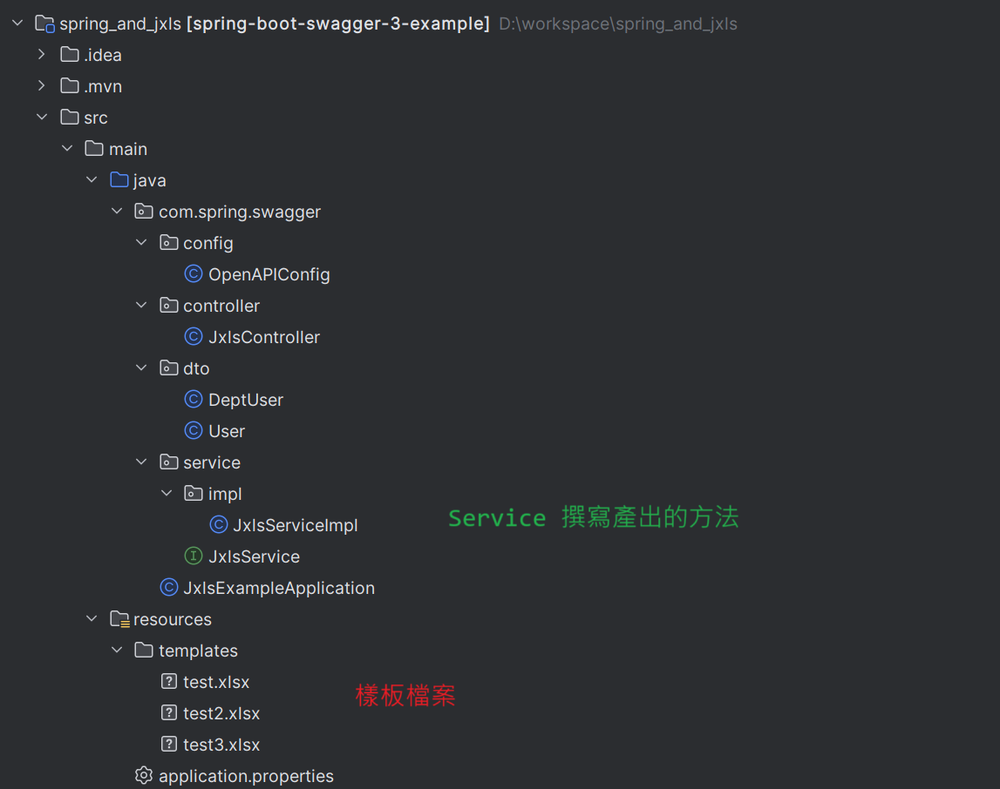 spring_and_jxls [spring-boot-swagger-3-example] D:\workspace\spring_and_jxls
.idea
.mvn
src
main
java
com.spring.swagger
config
OpenAPIConfig
controller
JxlsController
dto
DeptUser
User
service
impl
JxlsServiceImpl
Service 撰寫產出的方法
JxlsService
JxlsExampleApplication
resources
templates
test.xlsx
樣板檔案
test2.xlsx
test3.xlsx
application.properties